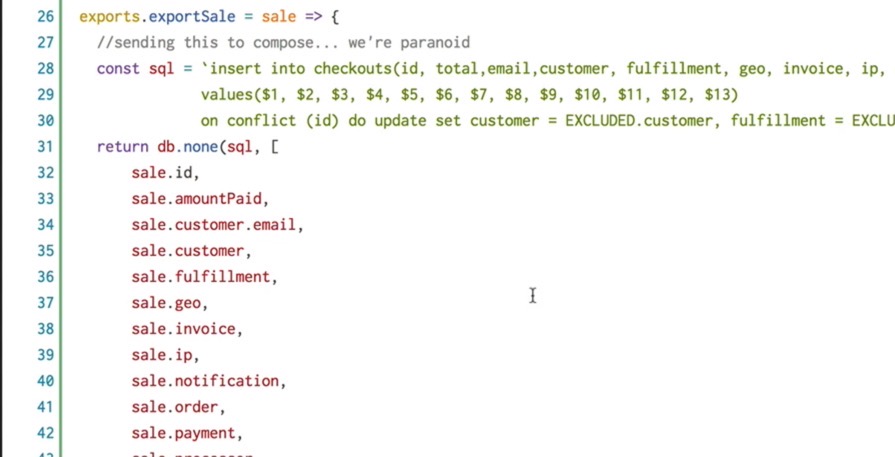 26 exports.exportSale = sale => {
27 //sending this to compose... we're paranoid
28 const sql = `insert into checkouts(id, total,email,customer, fulfillment, geo, invoice, ip,
29 values($1, $2, $3, $4, $5, $6, $7, $8, $9, $10, $11, $12, $13)
30 on conflict (id) do update set customer = EXCLUDED.customer, fulfillment = EXCLU
31 return db.none(sql, [
32 sale.id,
33 sale.amountPaid,
34 sale.customer.email,
35 sale.customer,
36 sale.fulfillment,
37 sale.geo,
38 sale.invoice,
39 sale.ip,
40 sale.notification,
41 sale.order,
42 sale.payment,